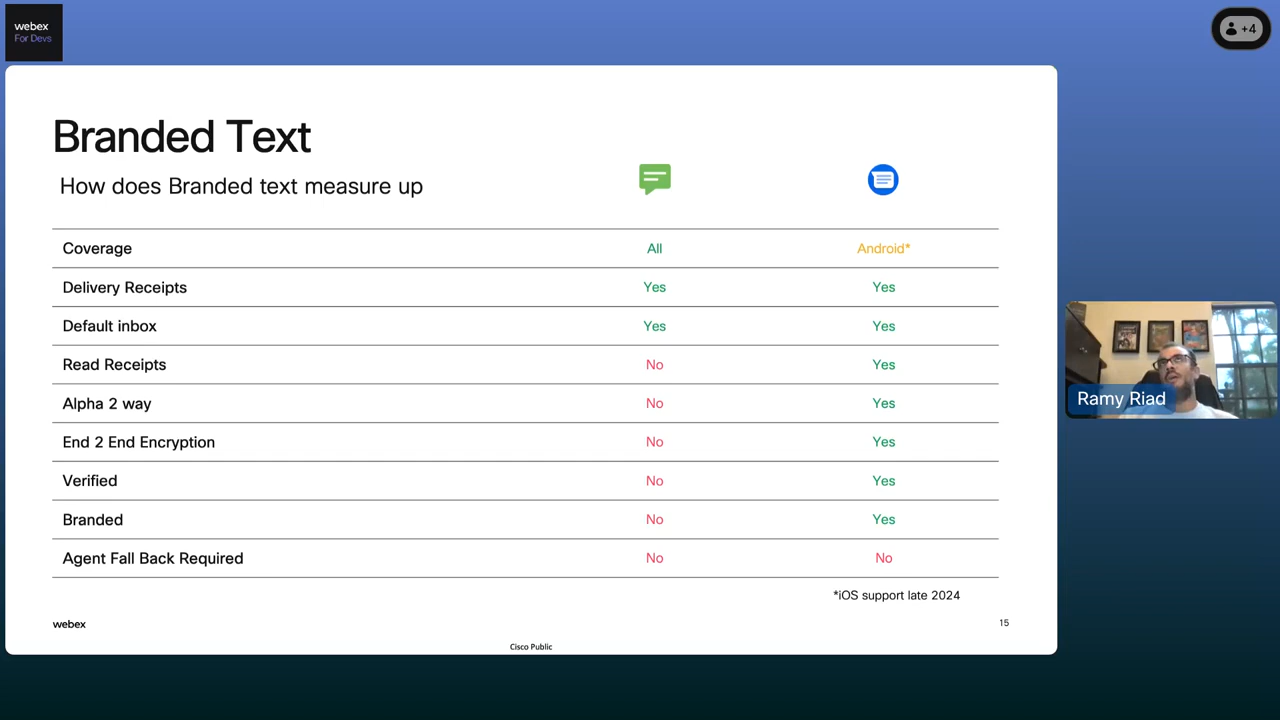 webex
For Devs
+4
Branded Text
How does Branded text measure up
Coverage All Android*
Delivery Receipts Yes Yes
Default inbox Yes Yes
Read Receipts No Yes
Alpha 2 way No Yes
End 2 End Encryption No Yes
Verified No Yes
Branded No Yes
Agent Fall Back Required No No
*iOS support late 2024
webex
15
Cisco Public
Ramy Riad